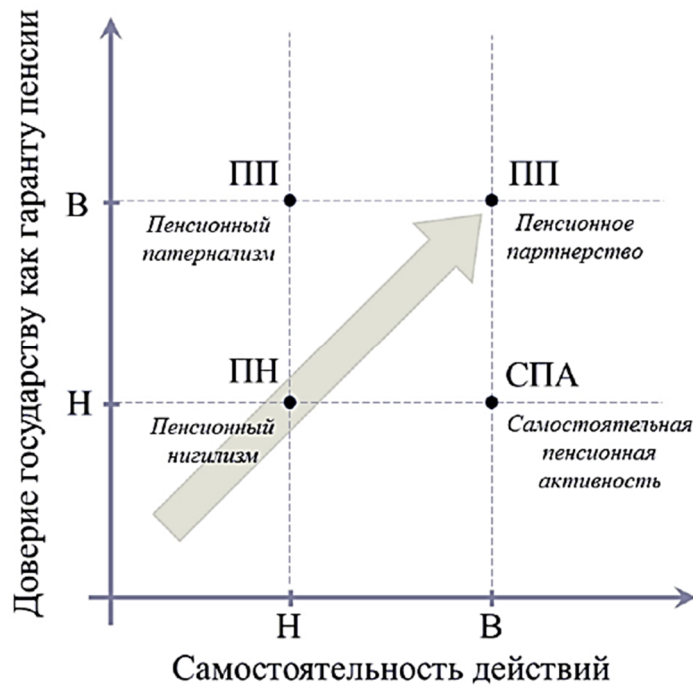 Доверие государству как гаранту пенсии
ПП
ПП
В
Пенсионный
патернализм
Пенсионное
партнерство
ПН
СПА
Н
Пенсионный
нигилизм
Самостоятельная
пенсионная
активность
Н
В
Самостоятельность действий